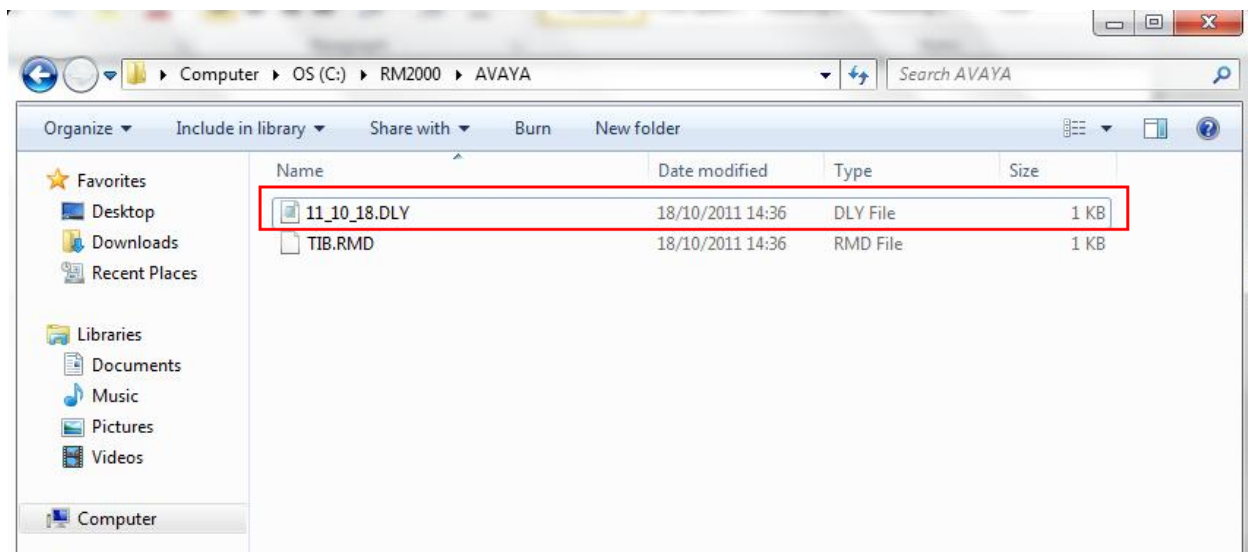 Computer OS (C:) RM2000 AVAYA Search AVAYA
Organize Include in library Share with Burn New folder
Name Date modified Type Size
11_10_18.DLY 18/10/2011 14:36 DLY File 1 KB
TIB.RMD 18/10/2011 14:36 RMD File 1 KB
Favorites
Desktop
Downloads
Recent Places
Libraries
Documents
Music
Pictures
Videos
Computer